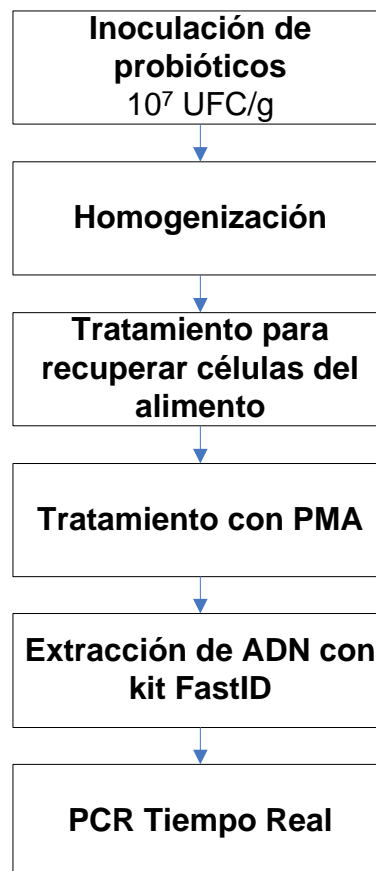 Inoculación de
probióticos
10⁷ UFC/g
Homogenización
Tratamiento para
recuperar células del
alimento
Tratamiento con PMA
Extracción de ADN con
kit FastID
PCR Tiempo Real